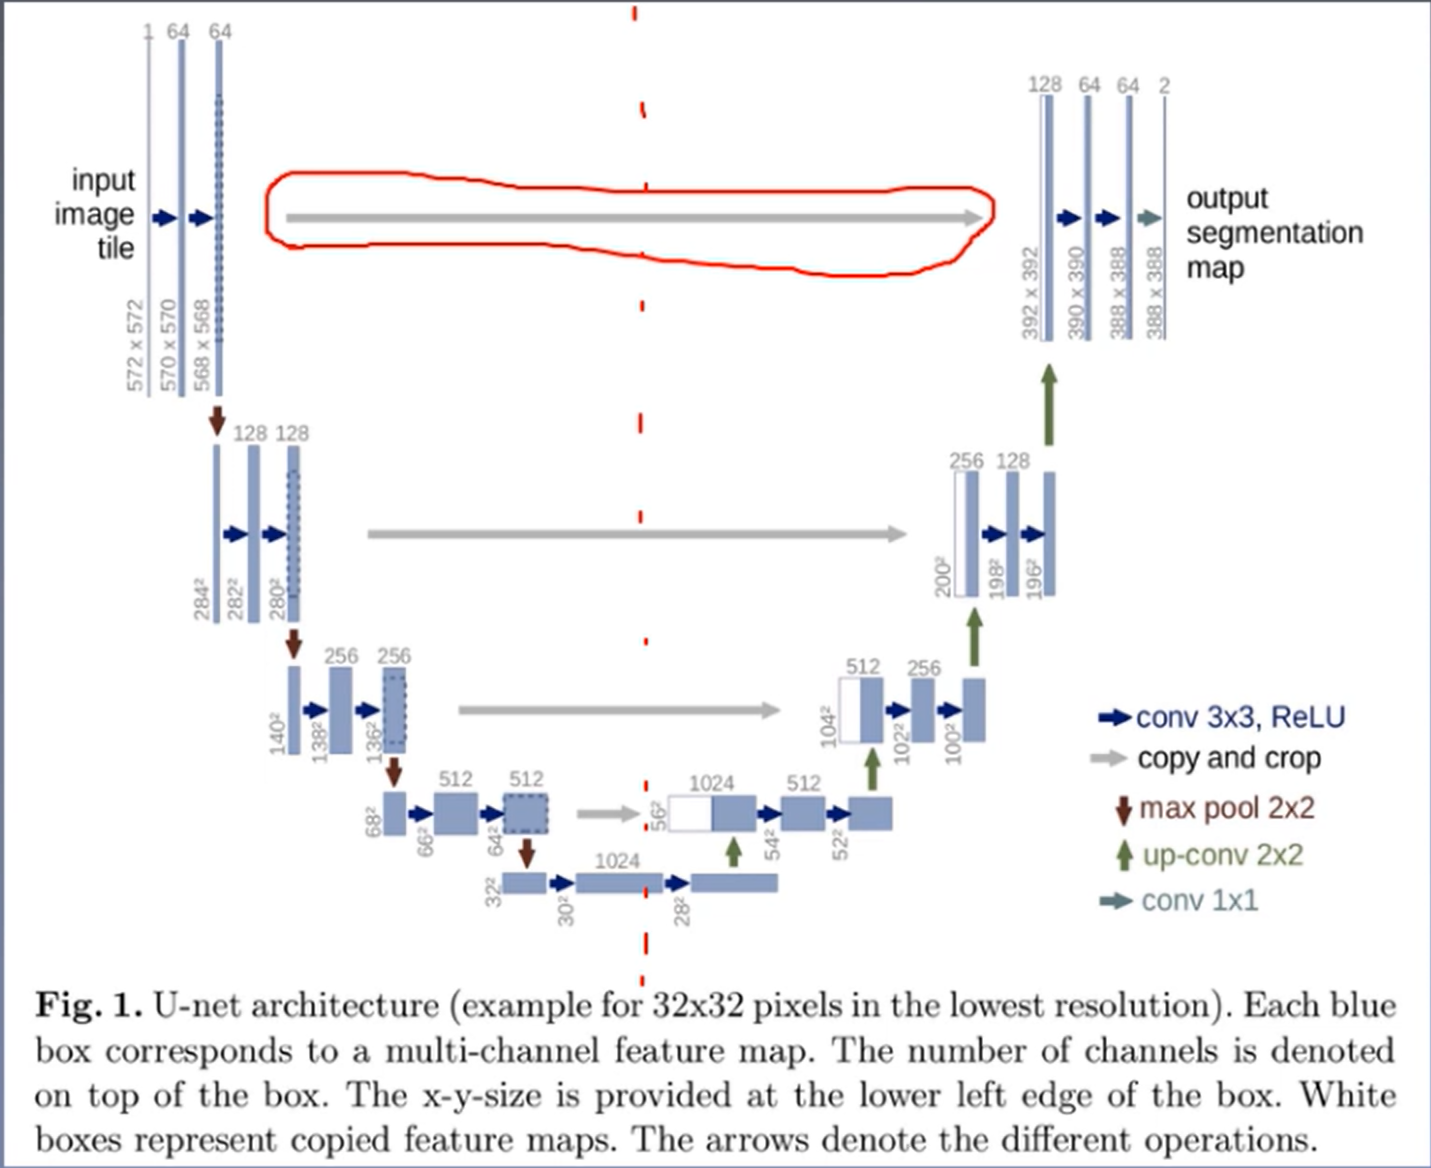 1 64 64
128 64 64 2
input
image
tile
output
segmentation
map
572 x 572
570 x 570
568 x 568
392 x 392
390 x 390
388 x 388
388 x 388
128 128
256 128
284²
282²
280²
200²
198²
196²
256 256
512 256
140²
138²
136²
104²
102²
100²
conv 3x3, ReLU
copy and crop
max pool 2x2
up-conv 2x2
conv 1x1
512 512
1024 512
68²
66²
64²
56²
54²
52²
1024
32²
30²
28²
Fig. 1. U-net architecture (example for 32x32 pixels in the lowest resolution). Each blue
box corresponds to a multi-channel feature map. The number of channels is denoted
on top of the box. The x-y-size is provided at the lower left edge of the box. White
boxes represent copied feature maps. The arrows denote the different operations.